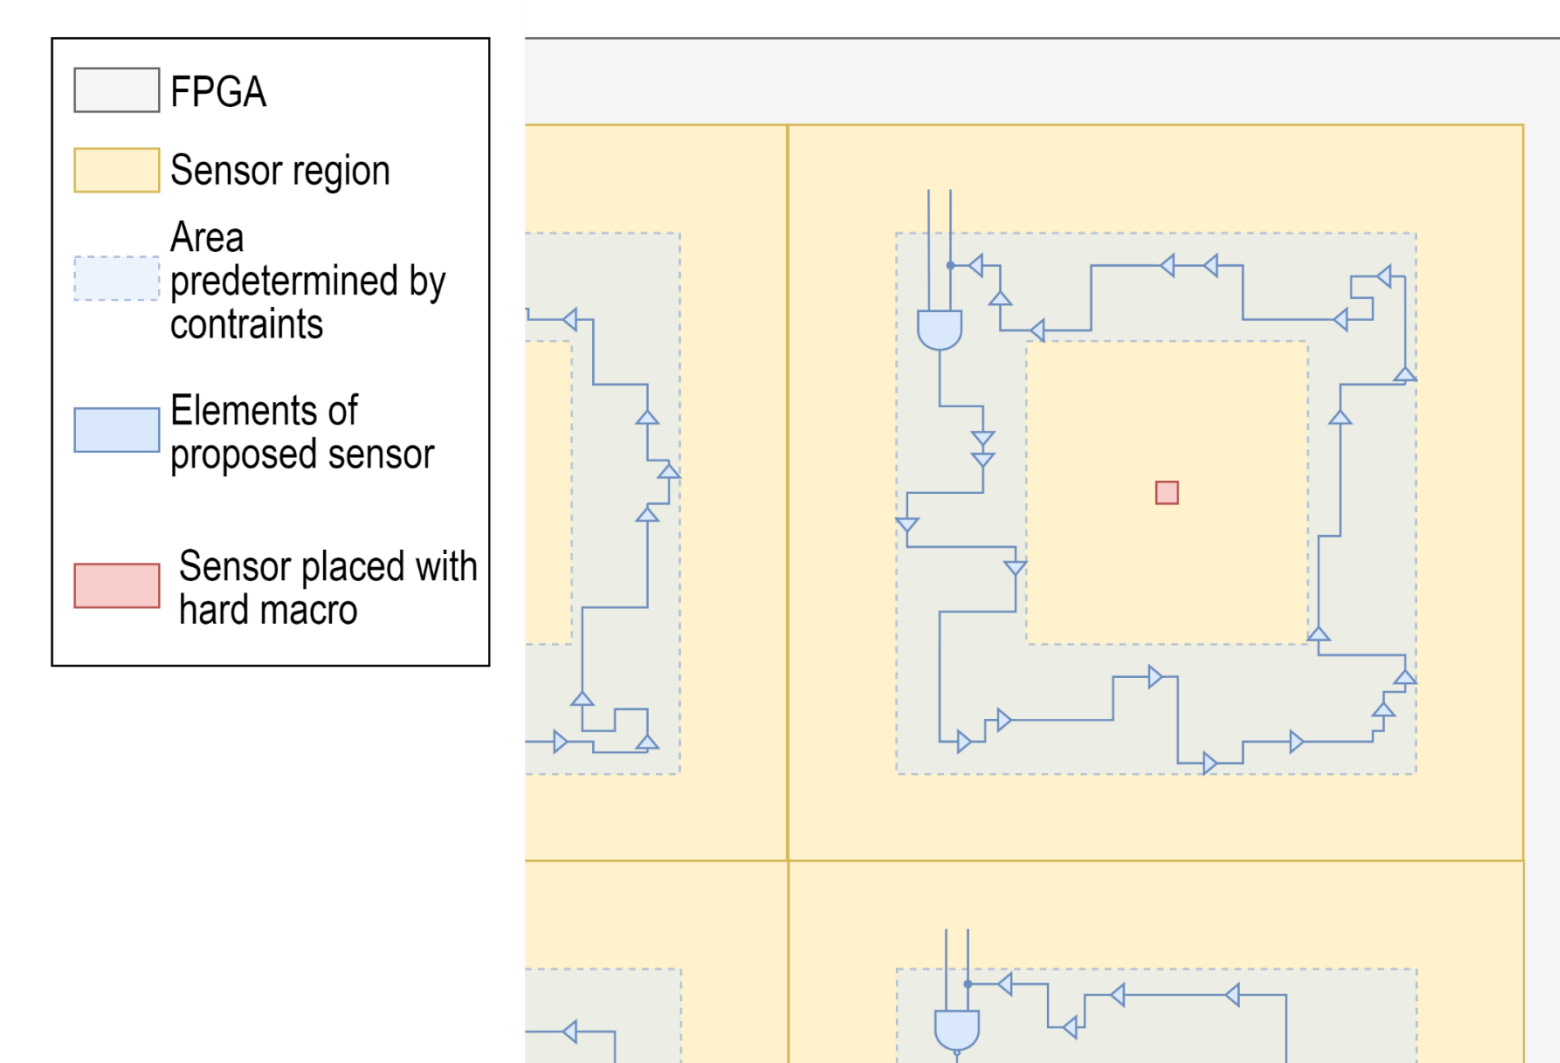 FPGA
Sensor region
Area
predetermined by
contraints
Elements of
proposed sensor
Sensor placed with
hard macro